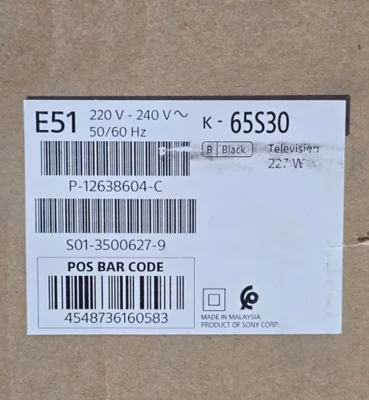 E51 220 V - 240 V~ K - 65S30
50/60 Hz
B Black Television
227 W
P-12638604-C
S01-3500627-9
POS BAR CODE
4548736160583
MADE IN MALAYSIA
PRODUCT OF SONY CORP.